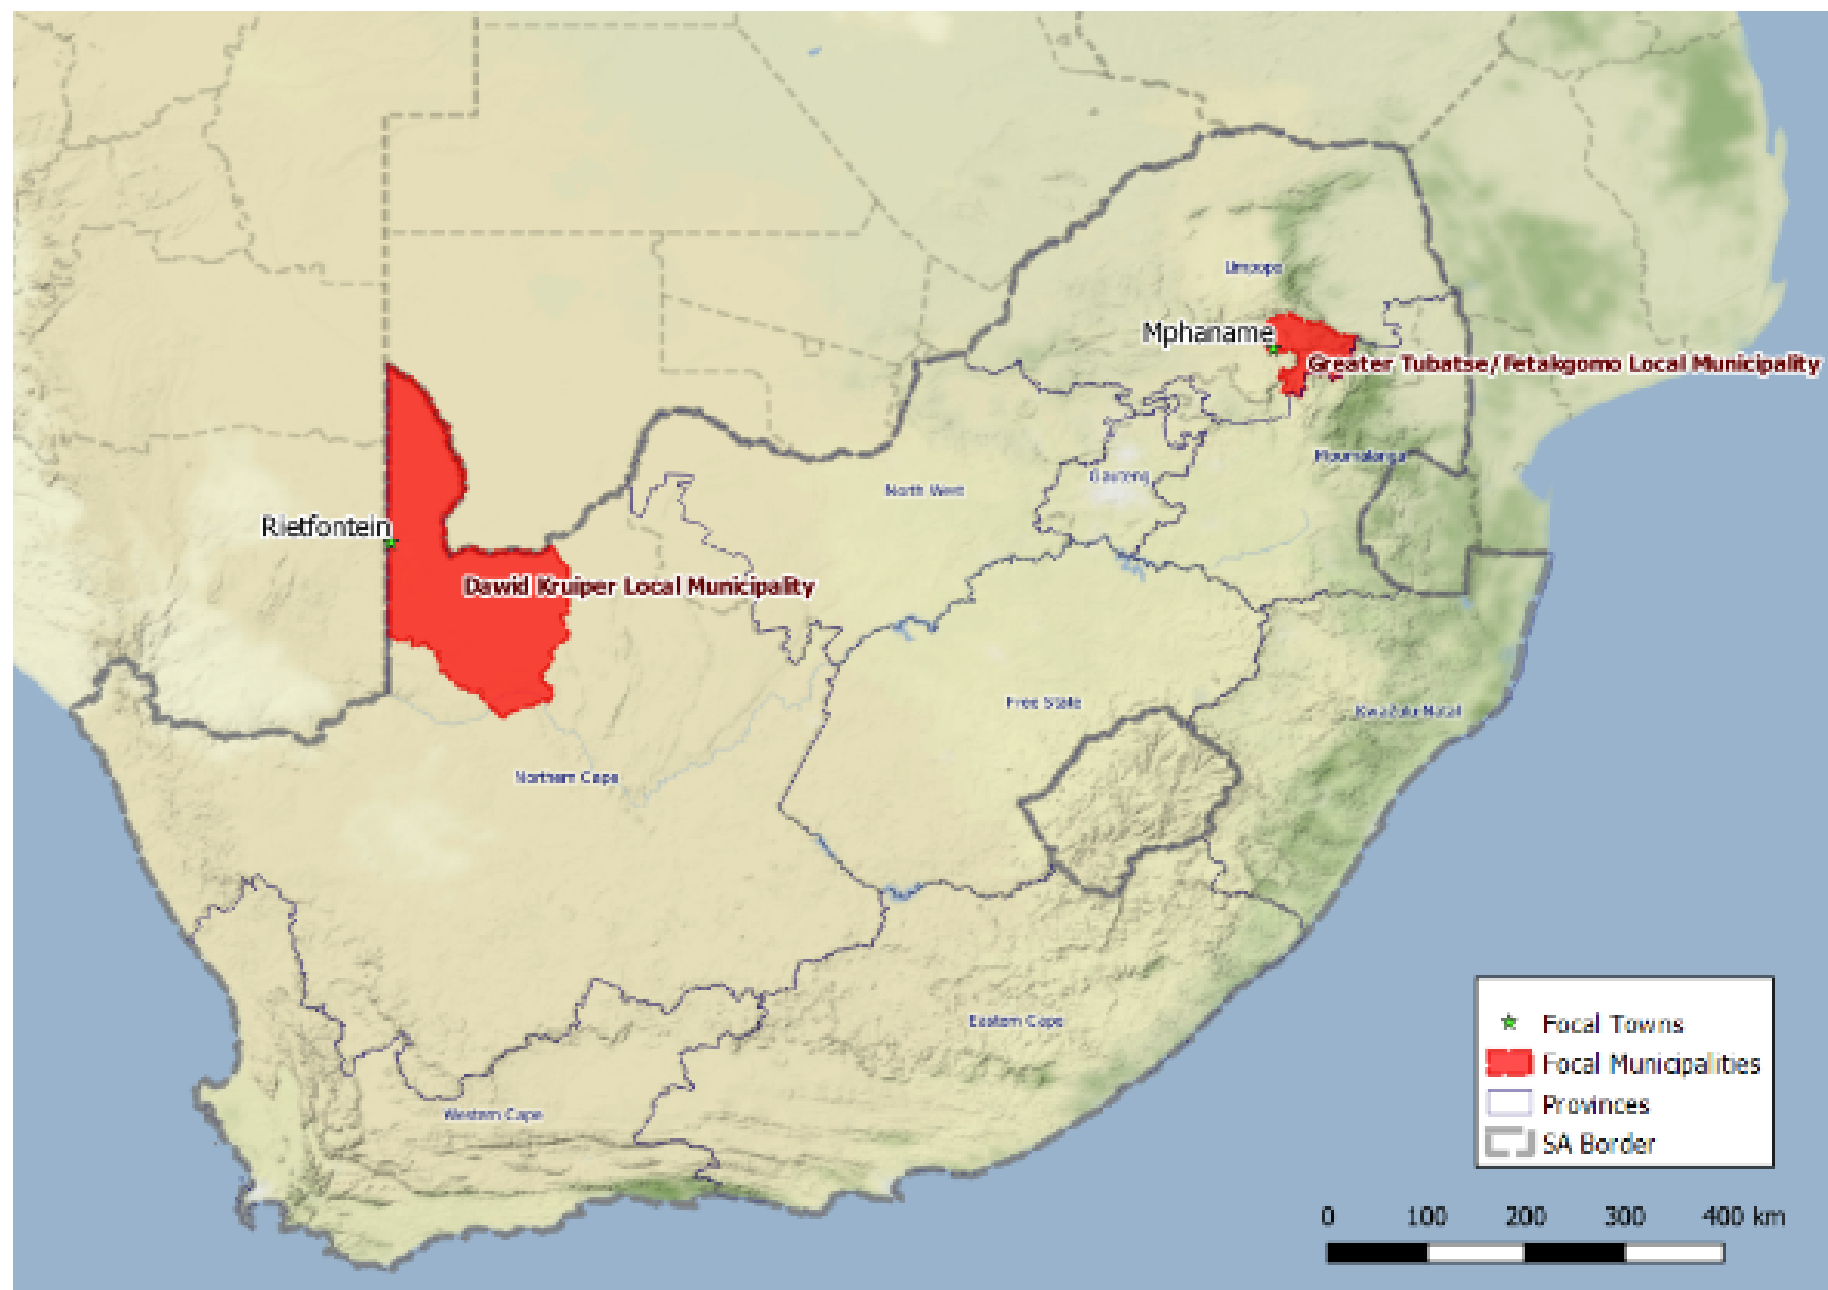 Limpopo
Mphaname
Greater Tubatse/Fetakgomo Local Municipality
Mpumalanga
Gauteng
North West
Rietfontein
Dawid Kruiper Local Municipality
Free State
KwaZulu-Natal
Northern Cape
Eastern Cape
Western Cape
Focal Towns
Focal Municipalities
Provinces
SA Border
0 100 200 300 400 km